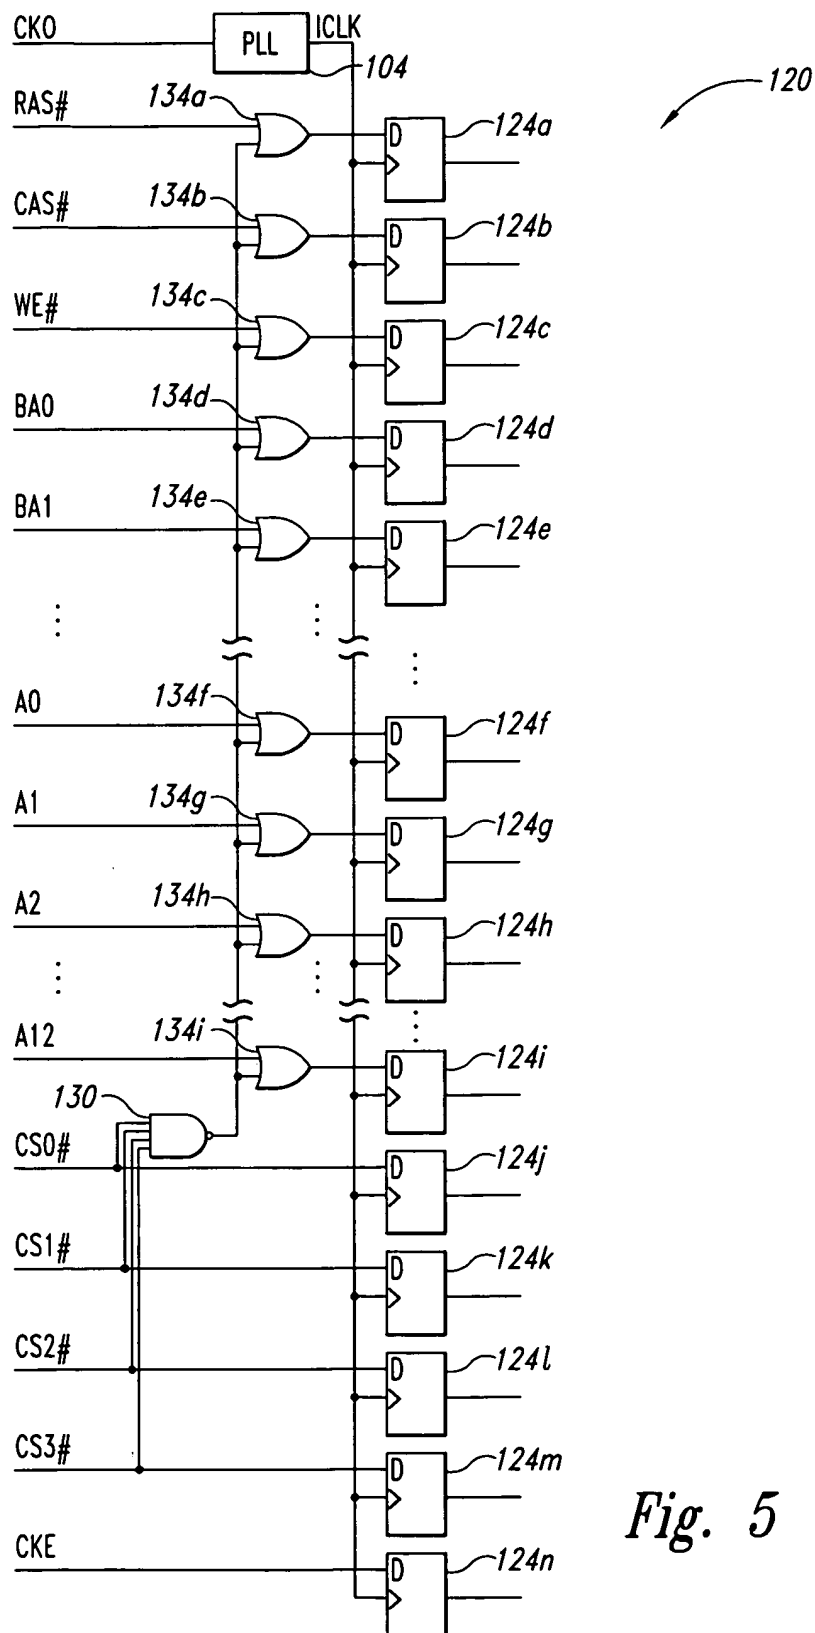 CK0 PLL ICLK
104
120
RAS# 134a D 124a
CAS# 134b D 124b
WE# 134c D 124c
BA0 134d D 124d
BA1 134e D 124e
A0 134f D 124f
A1 134g D 124g
A2 134h D 124h
A12 134i D 124i
130
CS0# D 124j
CS1# D 124k
CS2# D 124l
CS3# D 124m
CKE D 124n
Fig. 5